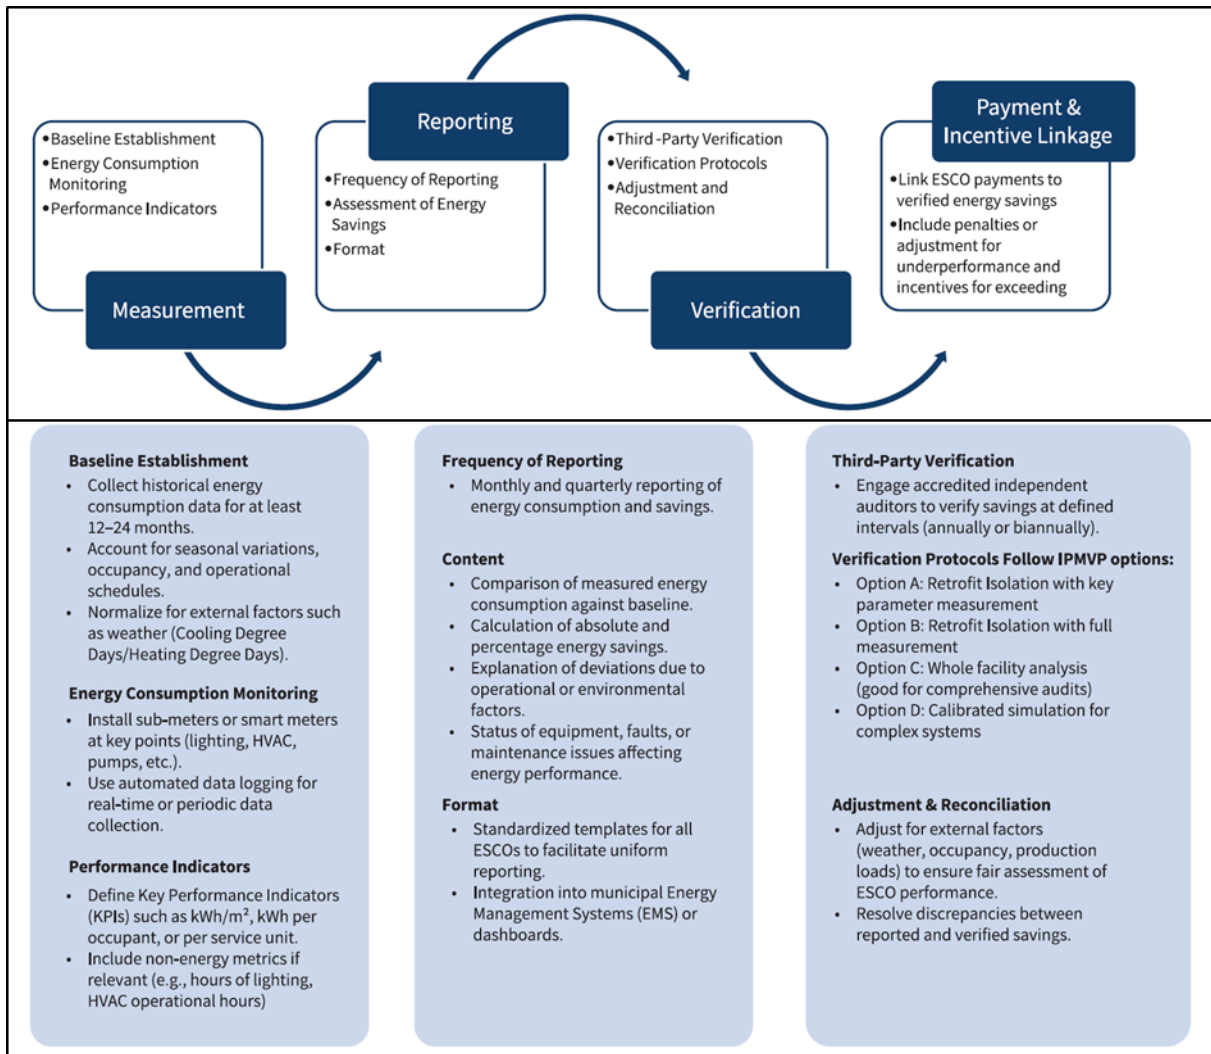 •Baseline Establishment
•Energy Consumption
Monitoring
•Performance Indicators
Measurement
Reporting
•Frequency of Reporting
•Assessment of Energy
Savings
•Format
•Third-Party Verification
•Verification Protocols
•Adjustment and
Reconciliation
Verification
Payment &
Incentive Linkage
•Link ESCO payments to
verified energy savings
•Include penalties or
adjustment for
underperformance and
incentives for exceeding
Baseline Establishment
• Collect historical energy
consumption data for at least
12–24 months.
• Account for seasonal variations,
occupancy, and operational
schedules.
• Normalize for external factors such
as weather (Cooling Degree
Days/Heating Degree Days).
Energy Consumption Monitoring
• Install sub-meters or smart meters
at key points (lighting, HVAC,
pumps, etc.).
• Use automated data logging for
real-time or periodic data
collection.
Performance Indicators
• Define Key Performance Indicators
(KPIs) such as kWh/m², kWh per
occupant, or per service unit.
• Include non-energy metrics if
relevant (e.g., hours of lighting,
HVAC operational hours)
Frequency of Reporting
• Monthly and quarterly reporting of
energy consumption and savings.
Content
• Comparison of measured energy
consumption against baseline.
• Calculation of absolute and
percentage energy savings.
• Explanation of deviations due to
operational or environmental
factors.
• Status of equipment, faults, or
maintenance issues affecting
energy performance.
Format
• Standardized templates for all
ESCOs to facilitate uniform
reporting.
• Integration into municipal Energy
Management Systems (EMS) or
dashboards.
Third-Party Verification
• Engage accredited independent
auditors to verify savings at defined
intervals (annually or biannually).
Verification Protocols Follow IPMVP options:
• Option A: Retrofit Isolation with key
parameter measurement
• Option B: Retrofit Isolation with full
measurement
• Option C: Whole facility analysis
(good for comprehensive audits)
• Option D: Calibrated simulation for
complex systems
Adjustment & Reconciliation
• Adjust for external factors
(weather, occupancy, production
loads) to ensure fair assessment of
ESCO performance.
• Resolve discrepancies between
reported and verified savings.